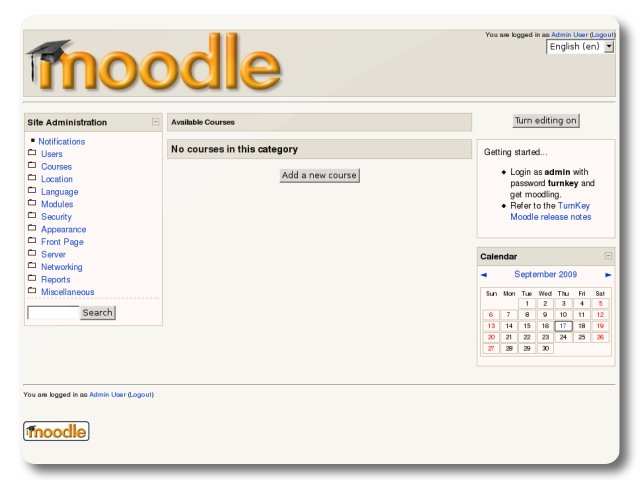 moodle
You are logged in as Admin User (Logout)
English (en)
Site Administration
Notifications
Users
Courses
Location
Language
Modules
Security
Appearance
Front Page
Server
Networking
Reports
Miscellaneous
Search
Available Courses
No courses in this category
Add a new course
Turn editing on
Getting started...
Login as admin with
password turnkey and
get moodling.
Refer to the TurnKey
Moodle release notes
Calendar
◄ September 2009 ►
Sun Mon Tue Wed Thu Fri Sat
1 2 3 4 5
6 7 8 9 10 11 12
13 14 15 16 17 18 19
20 21 22 23 24 25 26
27 28 29 30
You are logged in as Admin User (Logout)
moodle